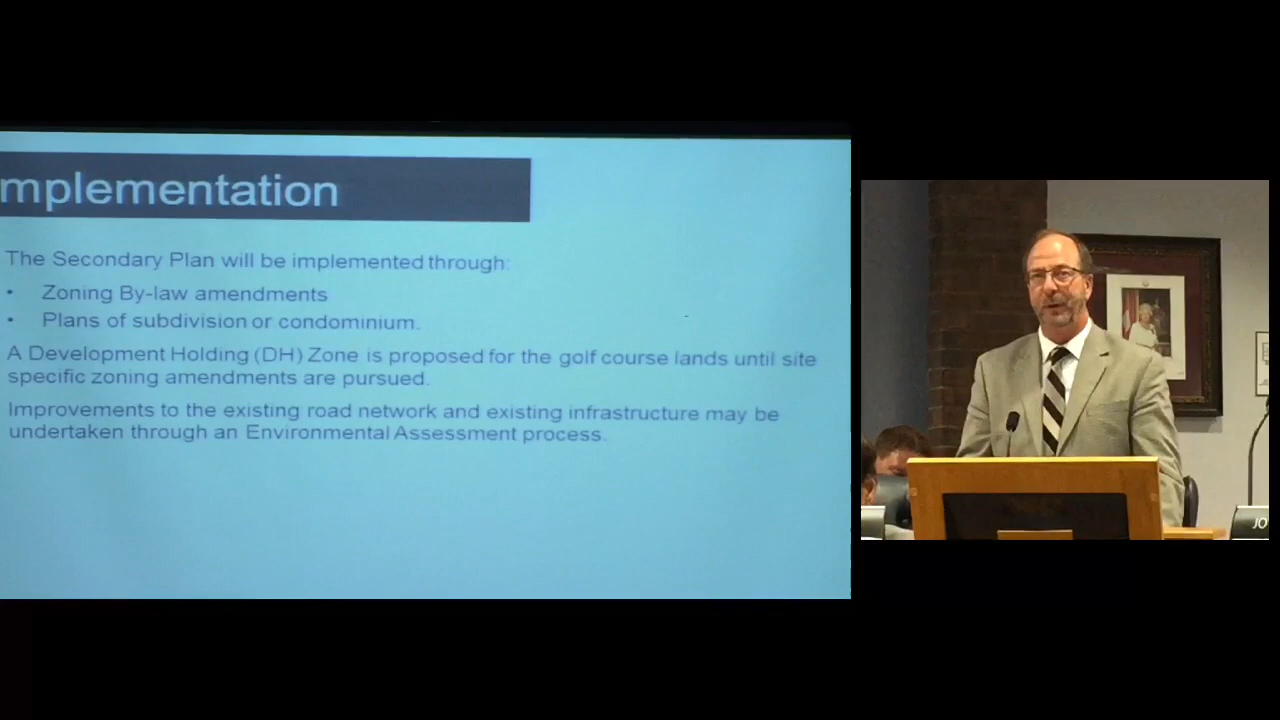 mplementation
The Secondary Plan will be implemented through:
• Zoning By-law amendments
• Plans of subdivision or condominium.
A Development Holding (DH) Zone is proposed for the golf course lands until site
specific zoning amendments are pursued.
Improvements to the existing road network and existing infrastructure may be
undertaken through an Environmental Assessment process.
JO